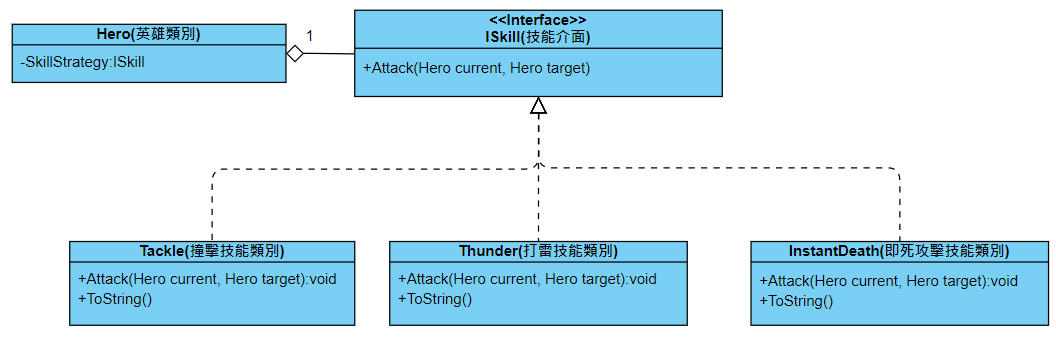 Hero(英雄類別)
-SkillStrategy:ISkill
1
<<Interface>>
ISkill(技能介面)
+Attack(Hero current, Hero target)
Tackle(撞擊技能類別)
+Attack(Hero current, Hero target):void
+ToString()
Thunder(打雷技能類別)
+Attack(Hero current, Hero target):void
+ToString()
InstantDeath(即死攻擊技能類別)
+Attack(Hero current, Hero target):void
+ToString()